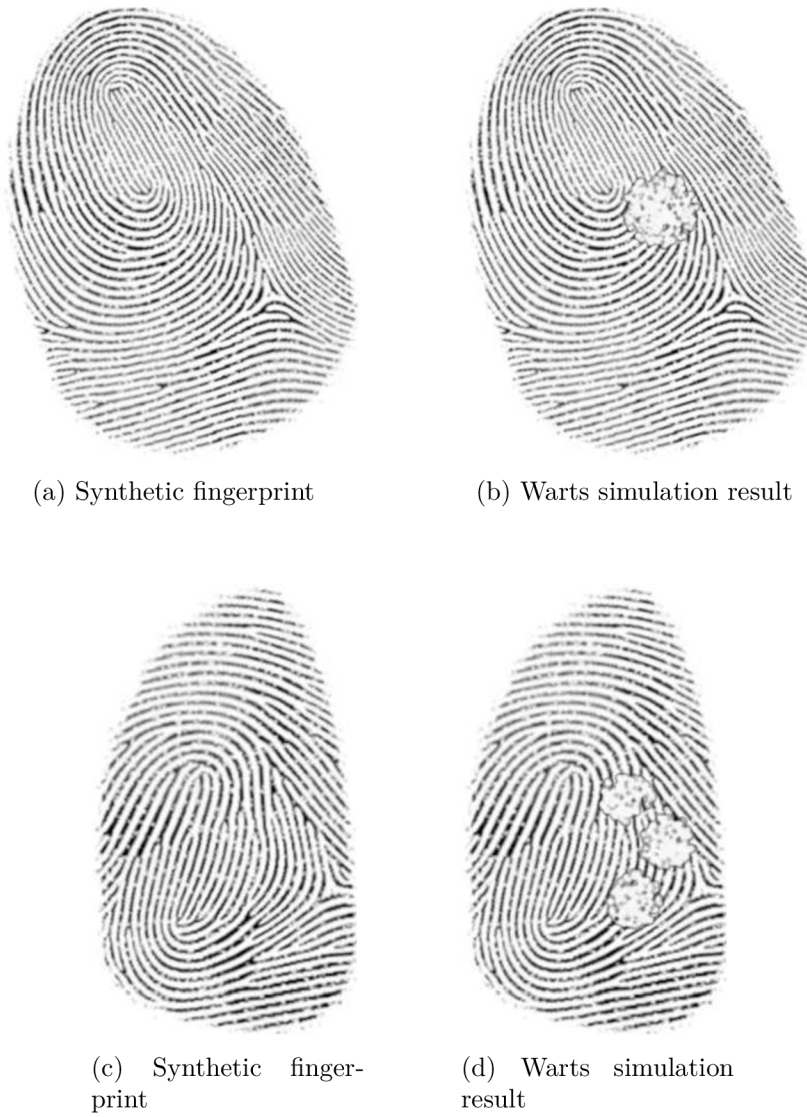 (a) Synthetic fingerprint
(b) Warts simulation result
(c) Synthetic finger-
print
(d) Warts simulation
result